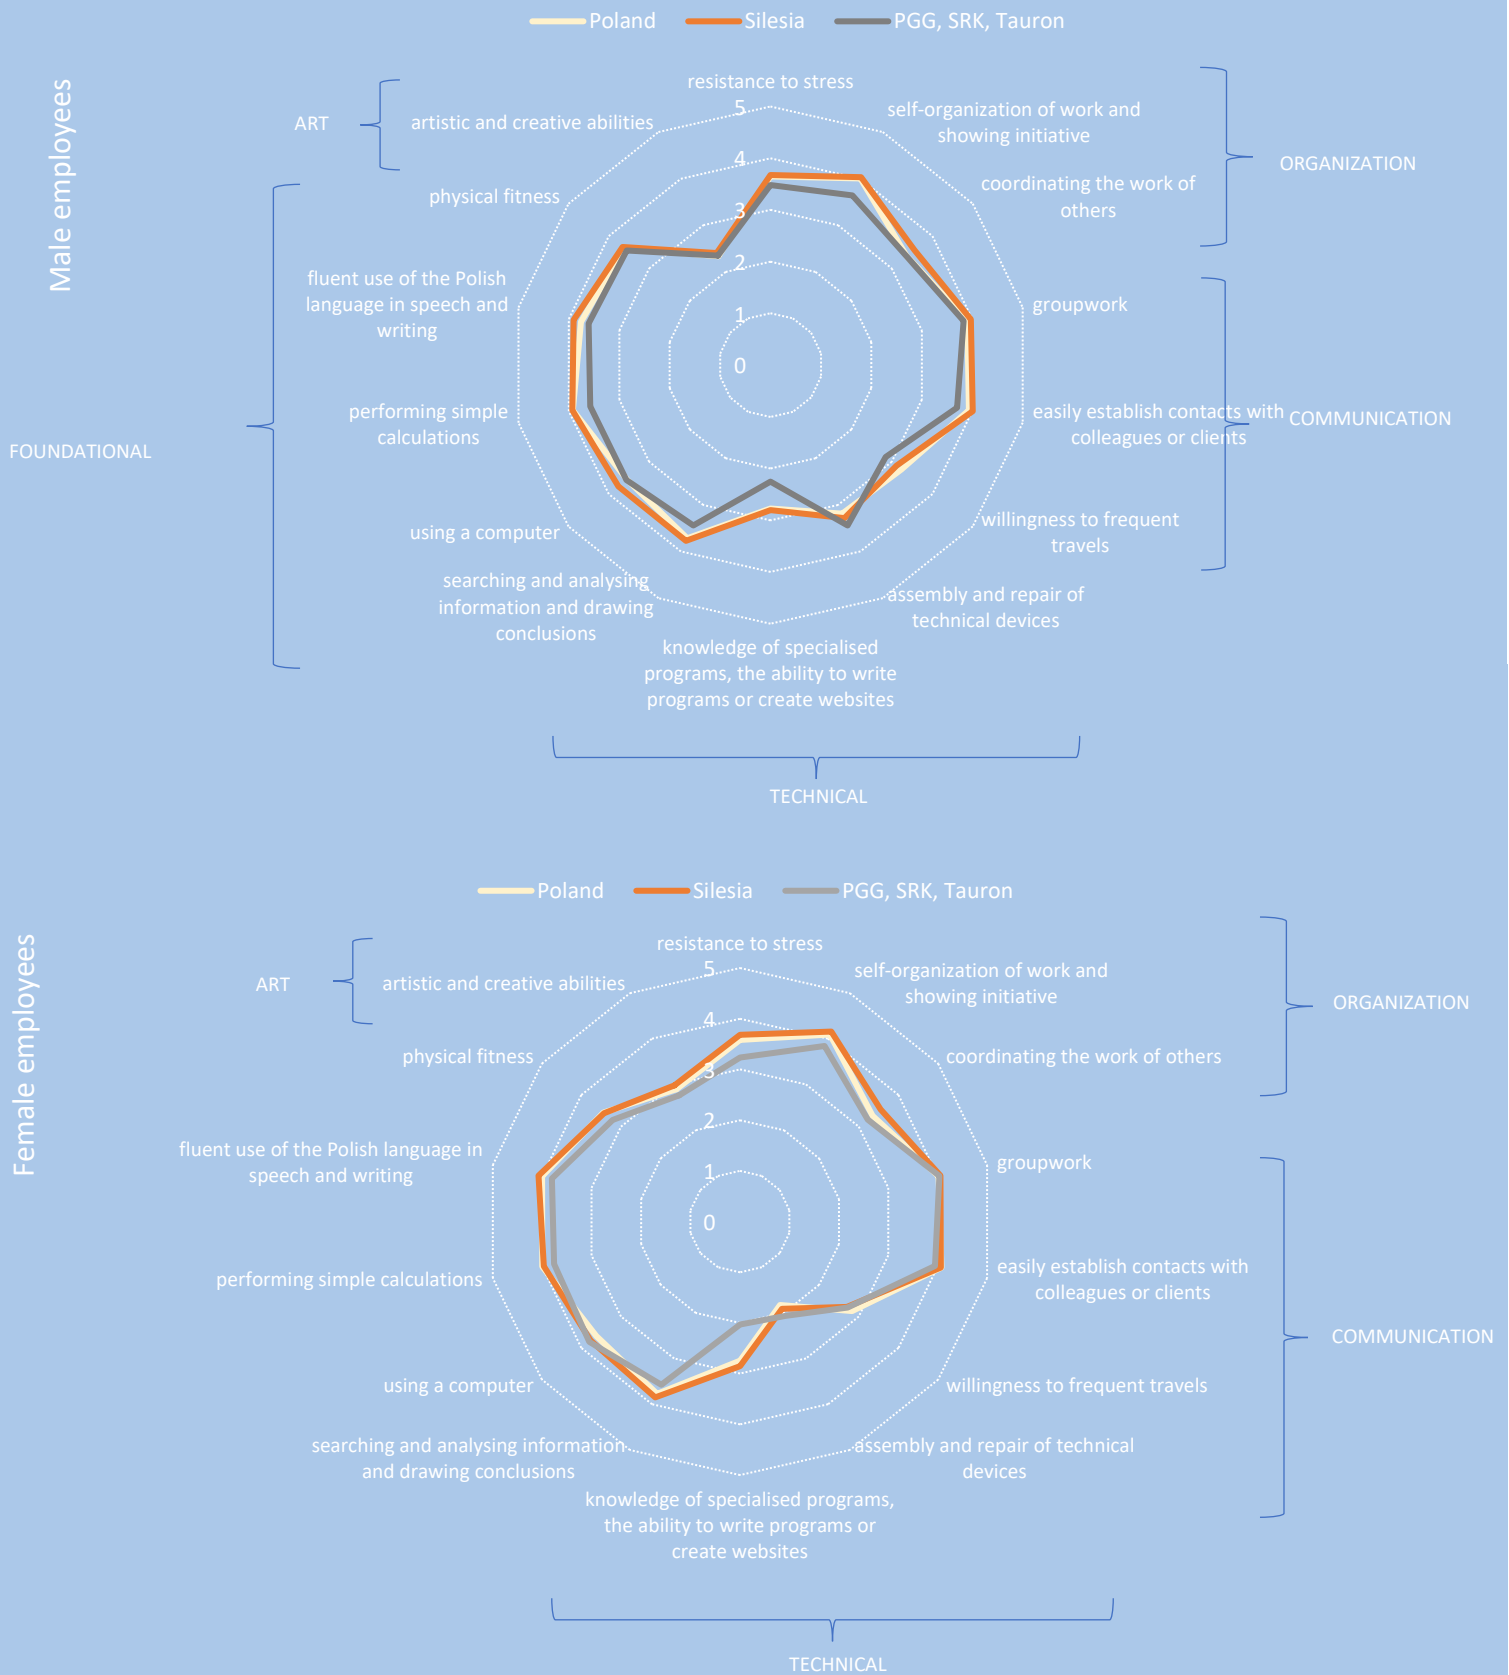 Poland Silesia PGG, SRK, Tauron
Male employees
resistance to stress
5
4
3
2
1
0
self-organization of work and
showing initiative
coordinating the work of
others
ORGANIZATION
groupwork
easily establish contacts with
colleagues or clients
COMMUNICATION
willingness to frequent
travels
assembly and repair of
technical devices
knowledge of specialised
programs, the ability to write
programs or create websites
TECHNICAL
searching and analysing
information and drawing
conclusions
using a computer
performing simple
calculations
fluent use of the Polish
language in speech and
writing
physical fitness
FOUNDATIONAL
artistic and creative abilities
ART
Poland Silesia PGG, SRK, Tauron
Female employees
resistance to stress
5
4
3
2
1
0
self-organization of work and
showing initiative
coordinating the work of others
ORGANIZATION
groupwork
easily establish contacts with
colleagues or clients
COMMUNICATION
willingness to frequent travels
assembly and repair of technical
devices
knowledge of specialised programs,
the ability to write programs or
create websites
TECHNICAL
searching and analysing information
and drawing conclusions
using a computer
performing simple calculations
fluent use of the Polish language in
speech and writing
physical fitness
artistic and creative abilities
ART